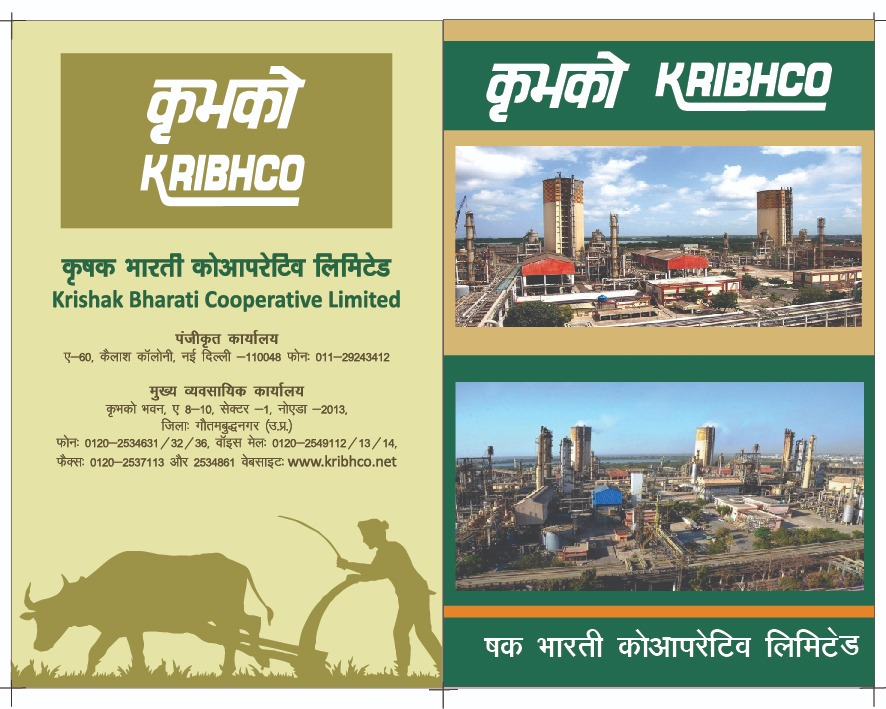 कृभको
KRIBHCO
कृषक भारती कोआपरेटिव लिमिटेड
Krishak Bharati Cooperative Limited
पंजीकृत कार्यालय
ए–60, कैलाश कॉलोनी, नई दिल्ली –110048 फोनः 011–29243412
मुख्य व्यवसायिक कार्यालय
कृभको भवन, ए 8–10, सेक्टर –1, नोएडा –2013,
जिलाः गौतमबुद्धनगर (उ.प्र.)
फोनः 0120–2534631/32/36, वॉइस मेलः 0120–2549112/13/14,
फैक्सः 0120–2537113 और 2534861 वेबसाइटः www.kribhco.net
कृभको KRIBHCO
षक भारती कोआपरेटिव लिमिटेड